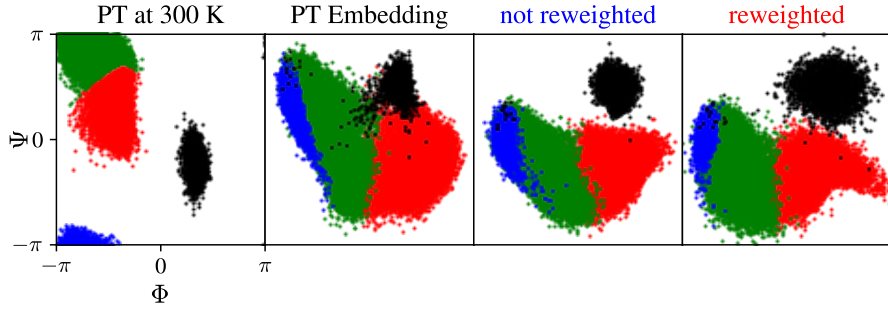 PT at 300 K
PT Embedding
not reweighted
reweighted
π
Ψ
0
−π
−π
0
π
Φ